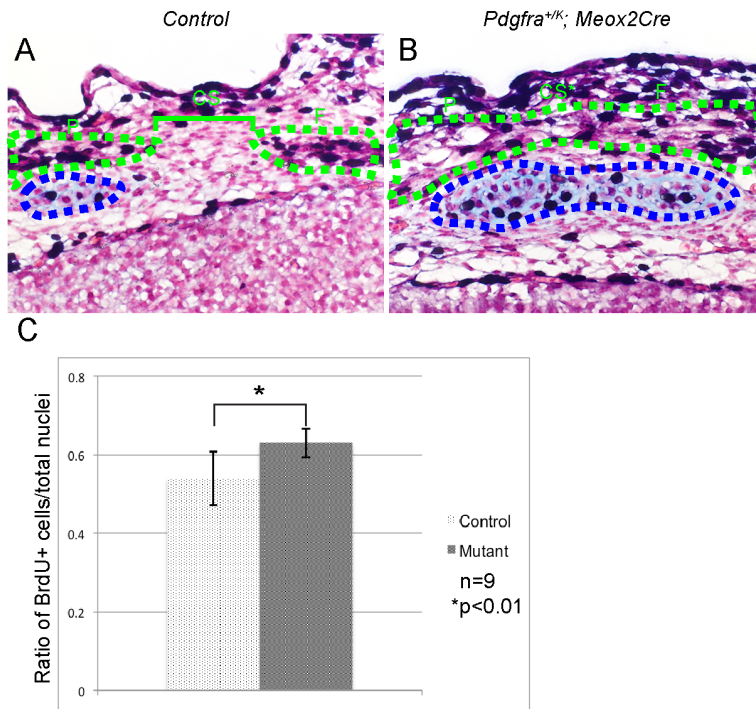 Control
Pdgfra+/K; Meox2Cre
A
B
CS
P
F
CS*
P
F
C
Ratio of BrdU+ cells/total nuclei
0.8
0.6
0.4
0.2
0
*
Control
Mutant
n=9
*p<0.01